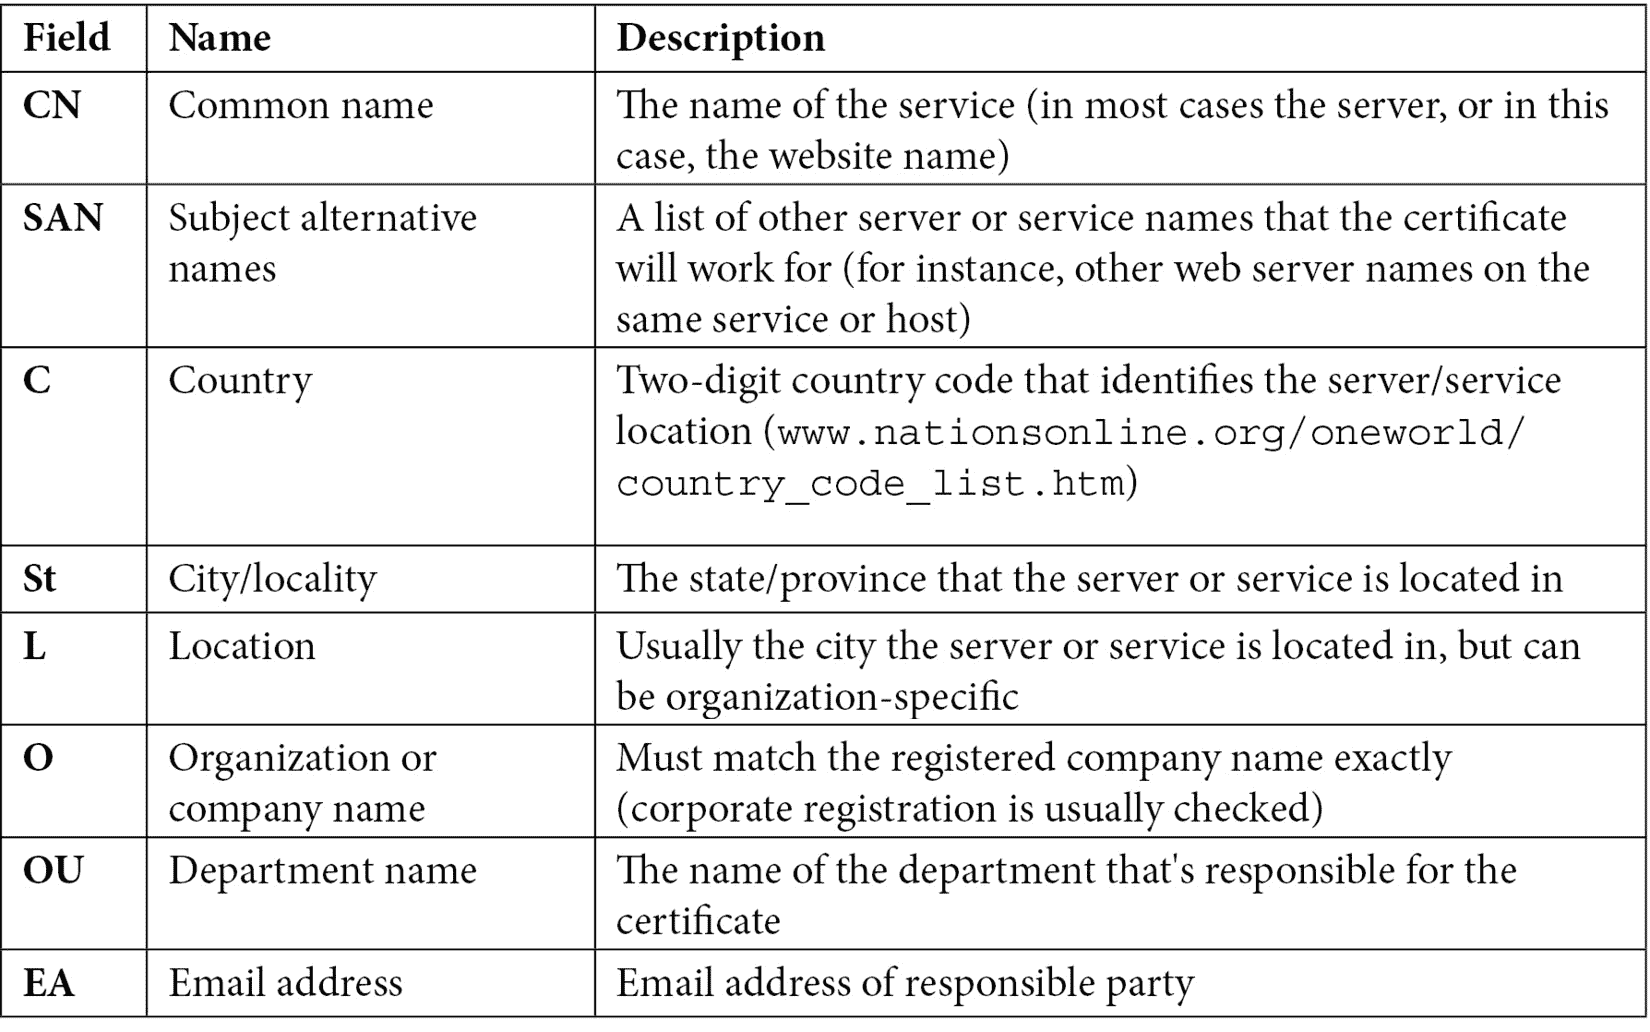 Field Name Description
CN Common name The name of the service (in most cases the server, or in this
case, the website name)
SAN Subject alternative A list of other server or service names that the certificate
names will work for (for instance, other web server names on the
same service or host)
C Country Two-digit country code that identifies the server/service
location (www.nationsonline.org/oneworld/
country_code_list.htm)
St City/locality The state/province that the server or service is located in
L Location Usually the city the server or service is located in, but can
be organization-specific
O Organization or Must match the registered company name exactly
company name (corporate registration is usually checked)
OU Department name The name of the department that's responsible for the
certificate
EA Email address Email address of responsible party